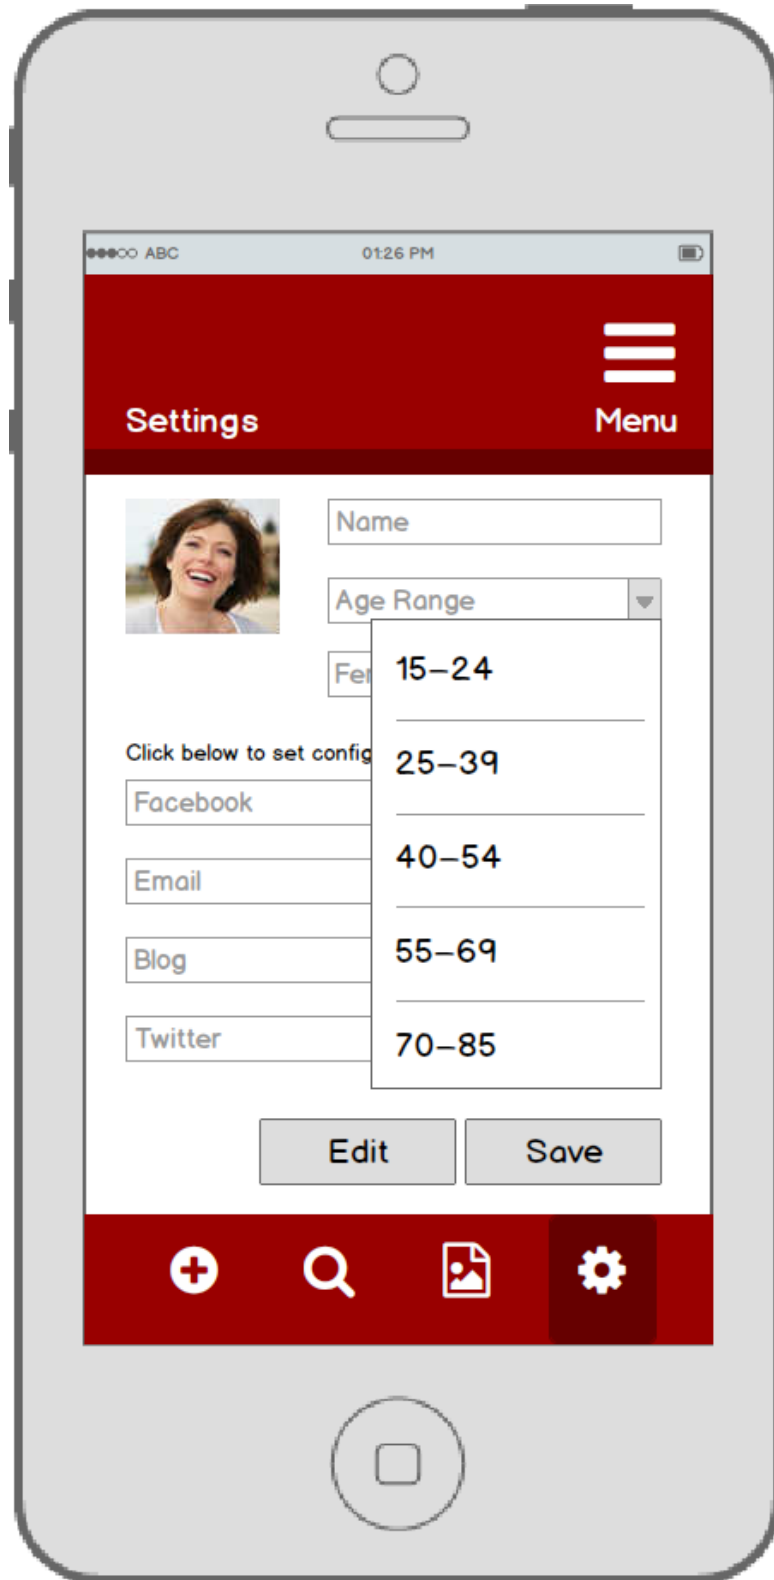 ABC 01:26 PM
Settings Menu
Name
Age Range
Fer
15–24
Click below to set config
25–39
Facebook
40–54
Email
55–69
Blog
70–85
Twitter
Edit Save